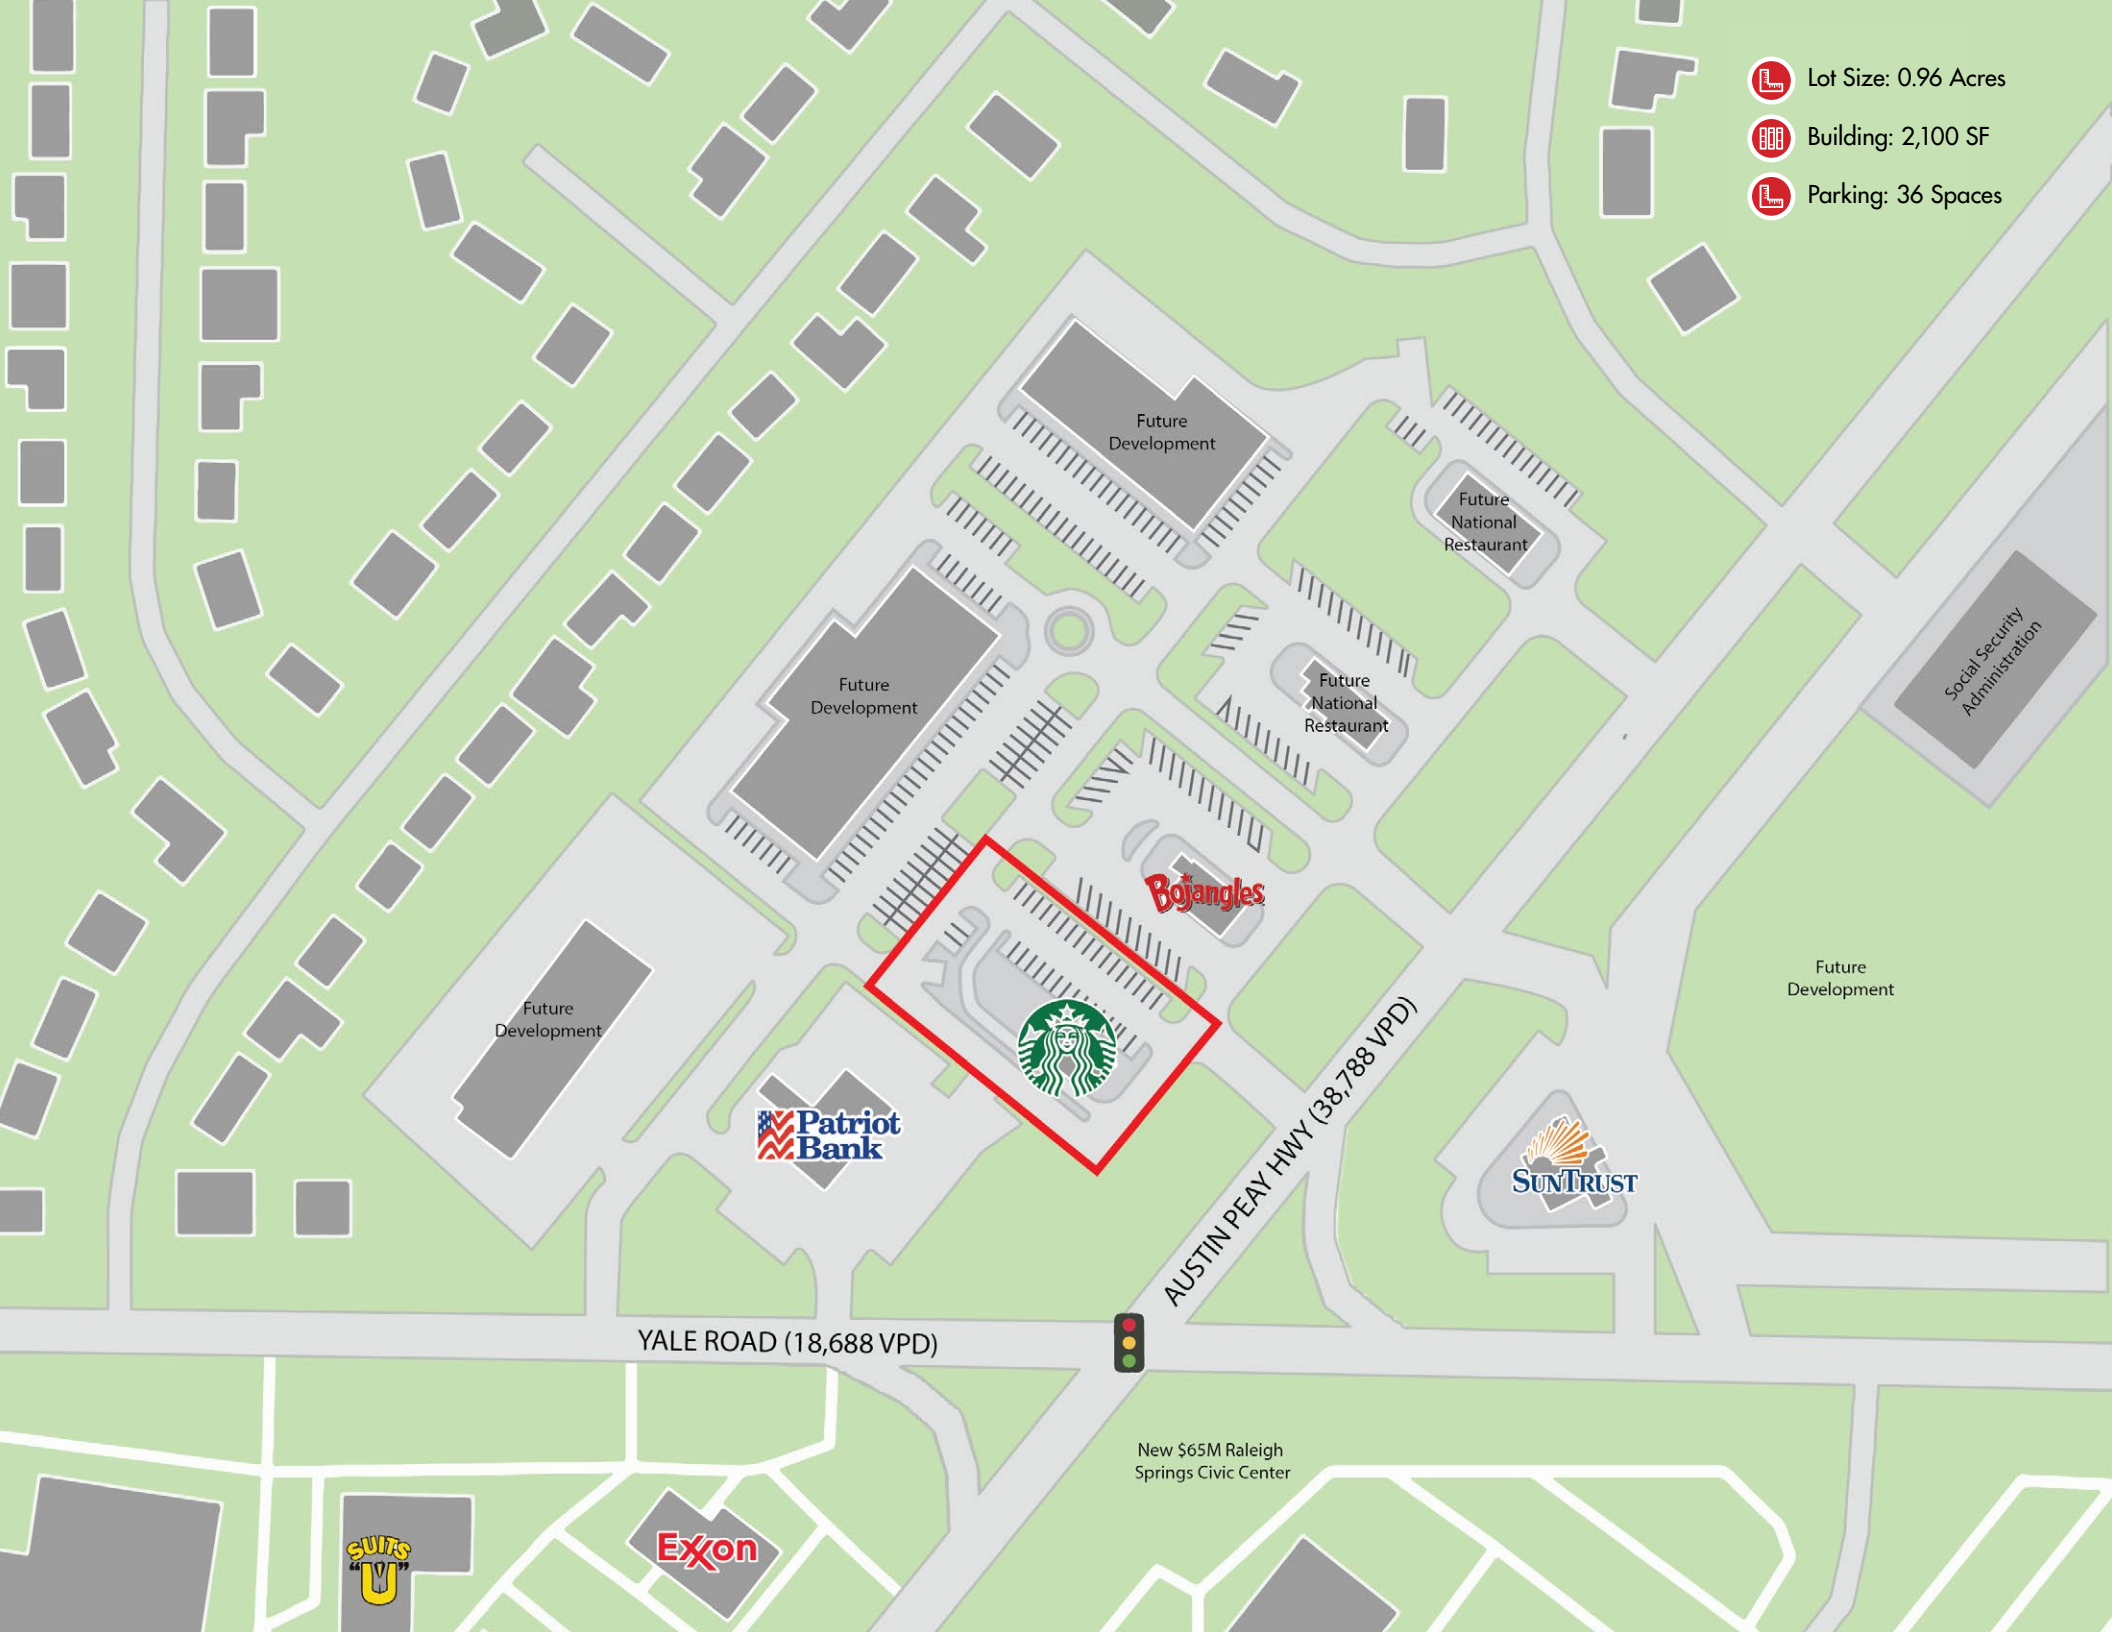 Lot Size: 0.96 Acres
Building: 2,100 SF
Parking: 36 Spaces
Future
Development
Future
National
Restaurant
Social Security
Administration
Future
Development
Future
National
Restaurant
Bojangles
Future
Development
Future
Development
Patriot
Bank
AUSTIN PEAY HWY (38,788 VPD)
SUNTRUST
YALE ROAD (18,688 VPD)
New $65M Raleigh
Springs Civic Center
SUITS
"U"
Exxon